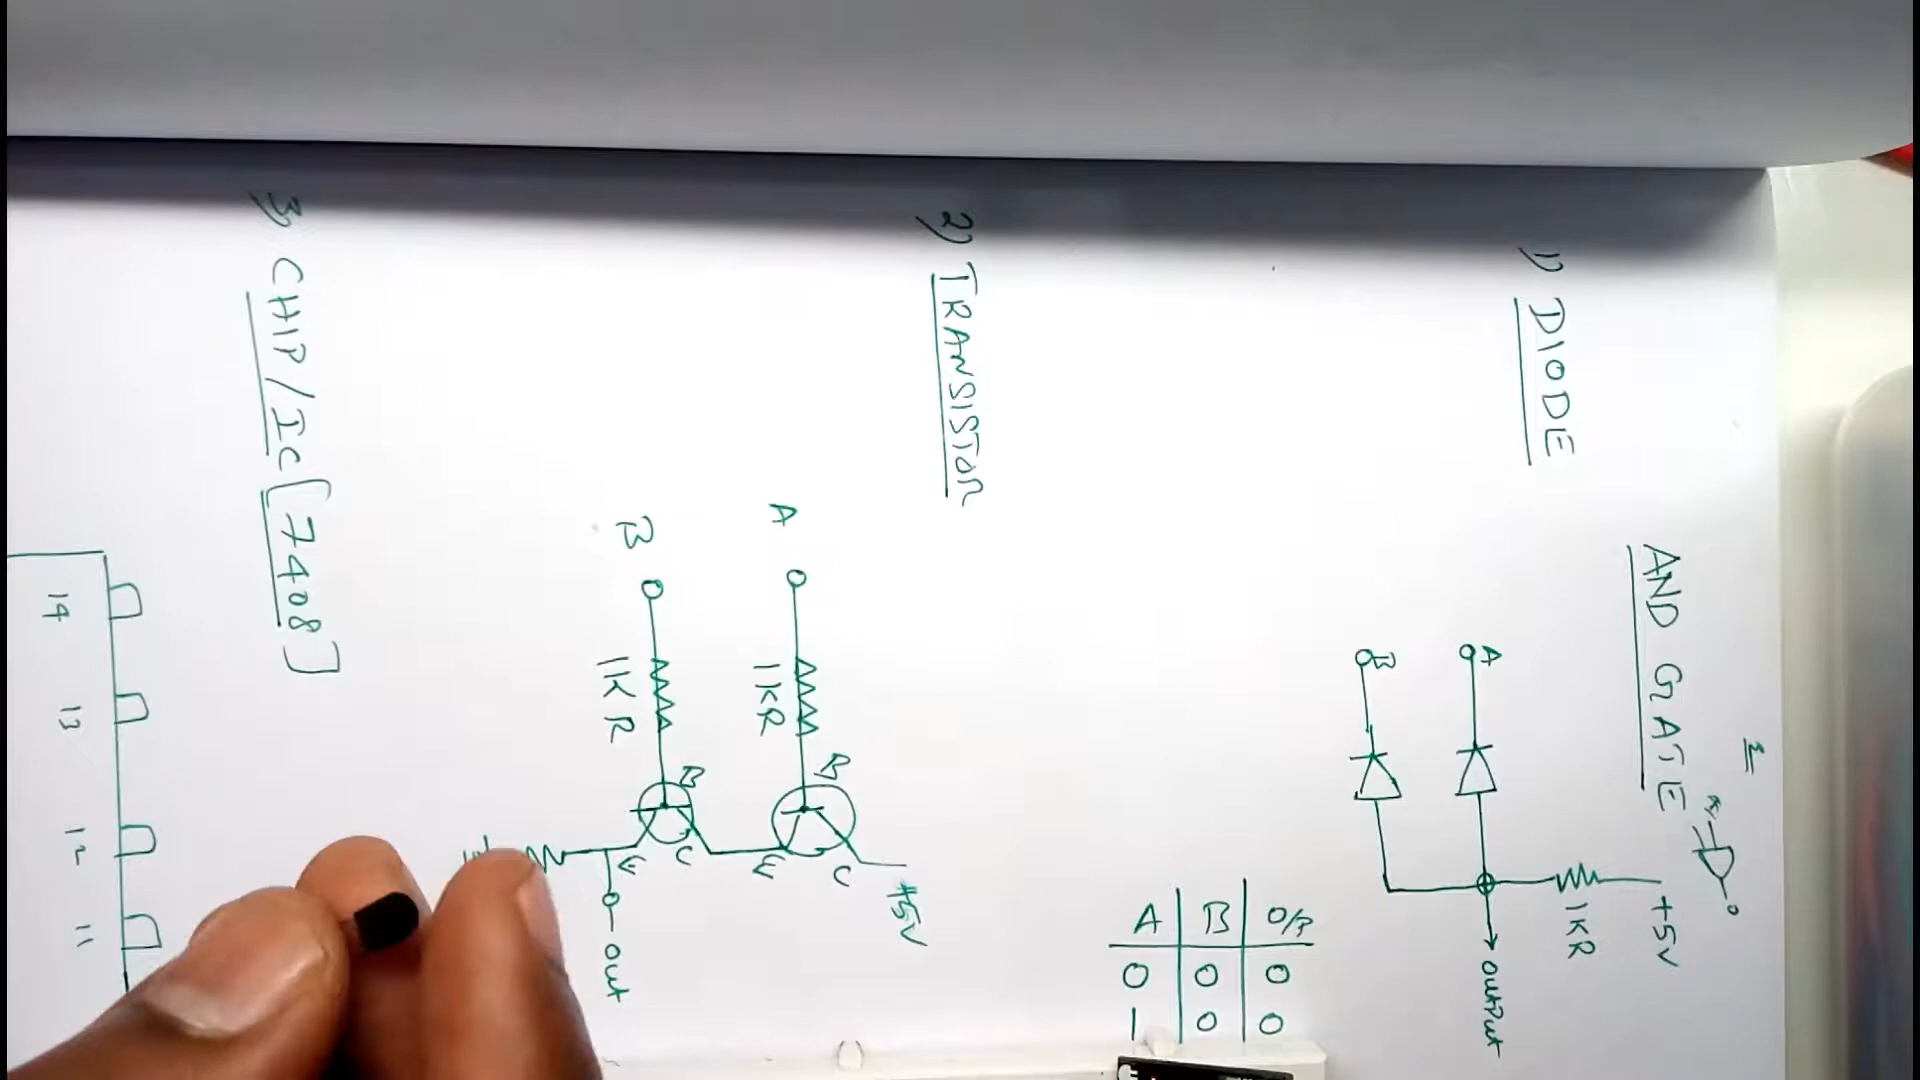 AND GATE
1) DIODE
A
B
+5V
1KR
output
A B O/P
0 0 0
1 0 0
2) TRANSISTOR
A
1KR
B
C
E
+5V
B
1KR
B
C
E
out
3) CHIP/IC[7408]
14
13
12
11